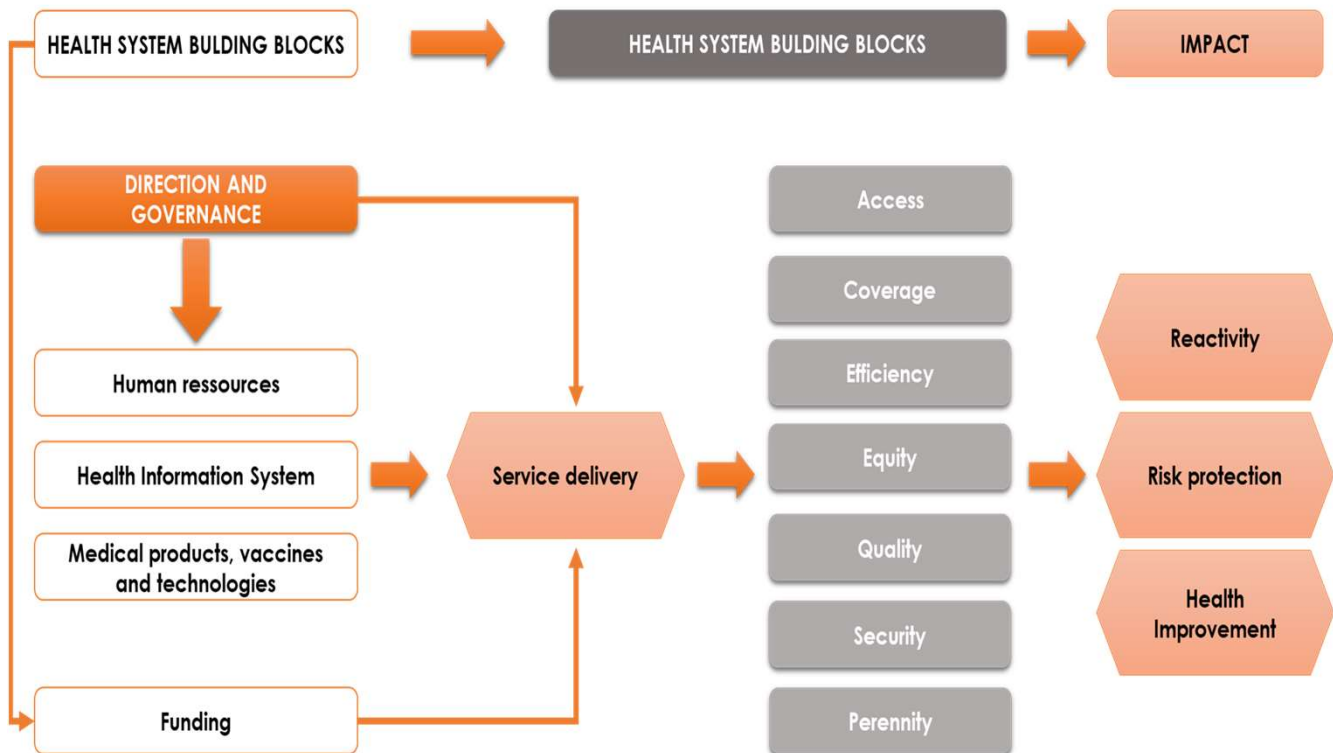 HEALTH SYSTEM BULDING BLOCKS
HEALTH SYSTEM BULDING BLOCKS
IMPACT
DIRECTION AND
GOVERNANCE
Human ressources
Health Information System
Medical products, vaccines
and technologies
Funding
Service delivery
Access
Coverage
Efficiency
Equity
Quality
Security
Perennity
Reactivity
Risk protection
Health
Improvement